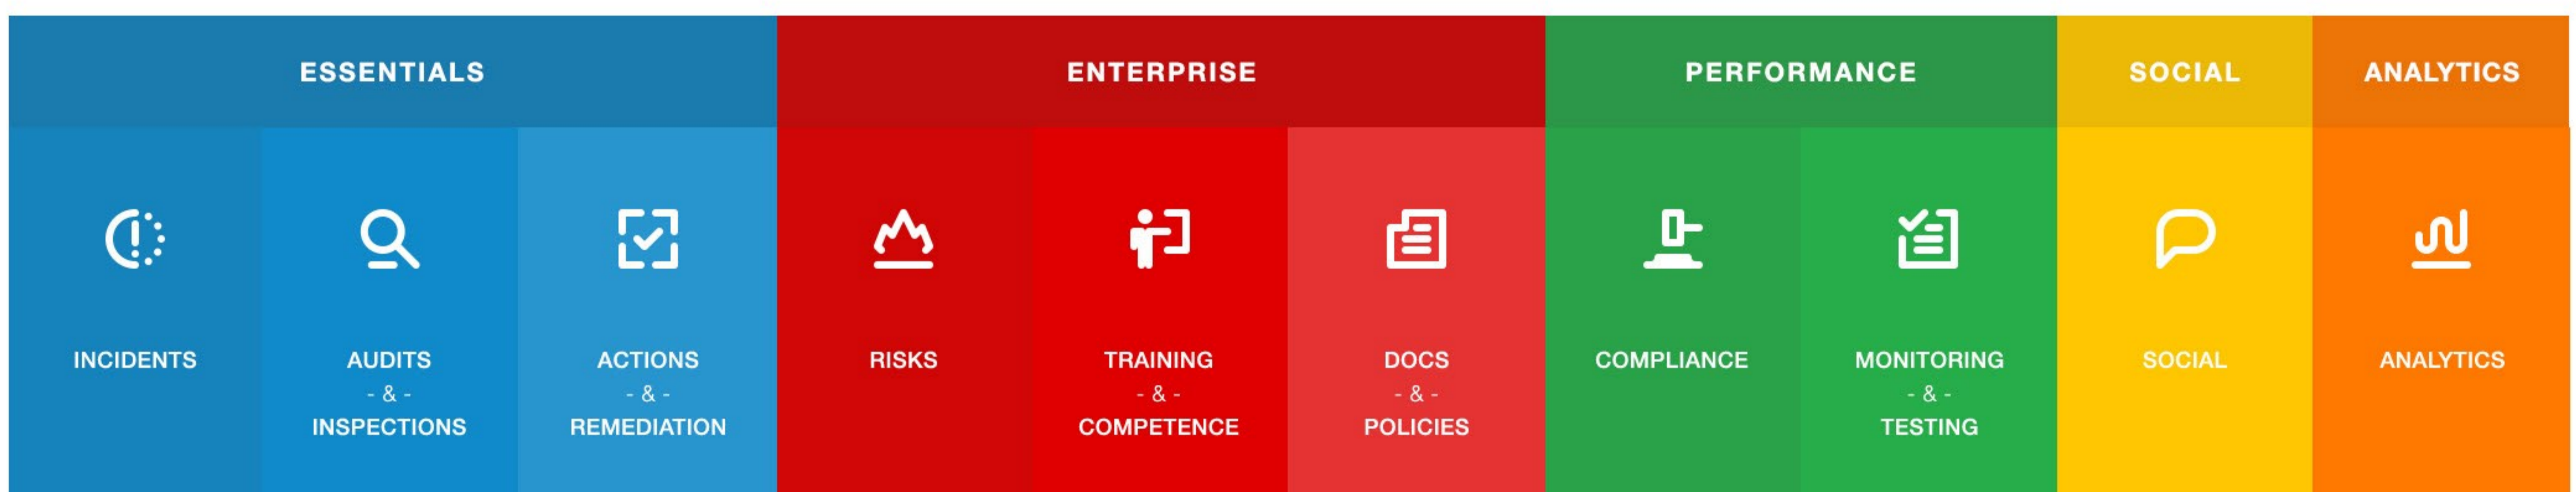 ESSENTIALS
ENTERPRISE
PERFORMANCE
SOCIAL
ANALYTICS
INCIDENTS
AUDITS
- & -
INSPECTIONS
ACTIONS
- & -
REMEDIATION
RISKS
TRAINING
- & -
COMPETENCE
DOCS
- & -
POLICIES
COMPLIANCE
MONITORING
- & -
TESTING
SOCIAL
ANALYTICS